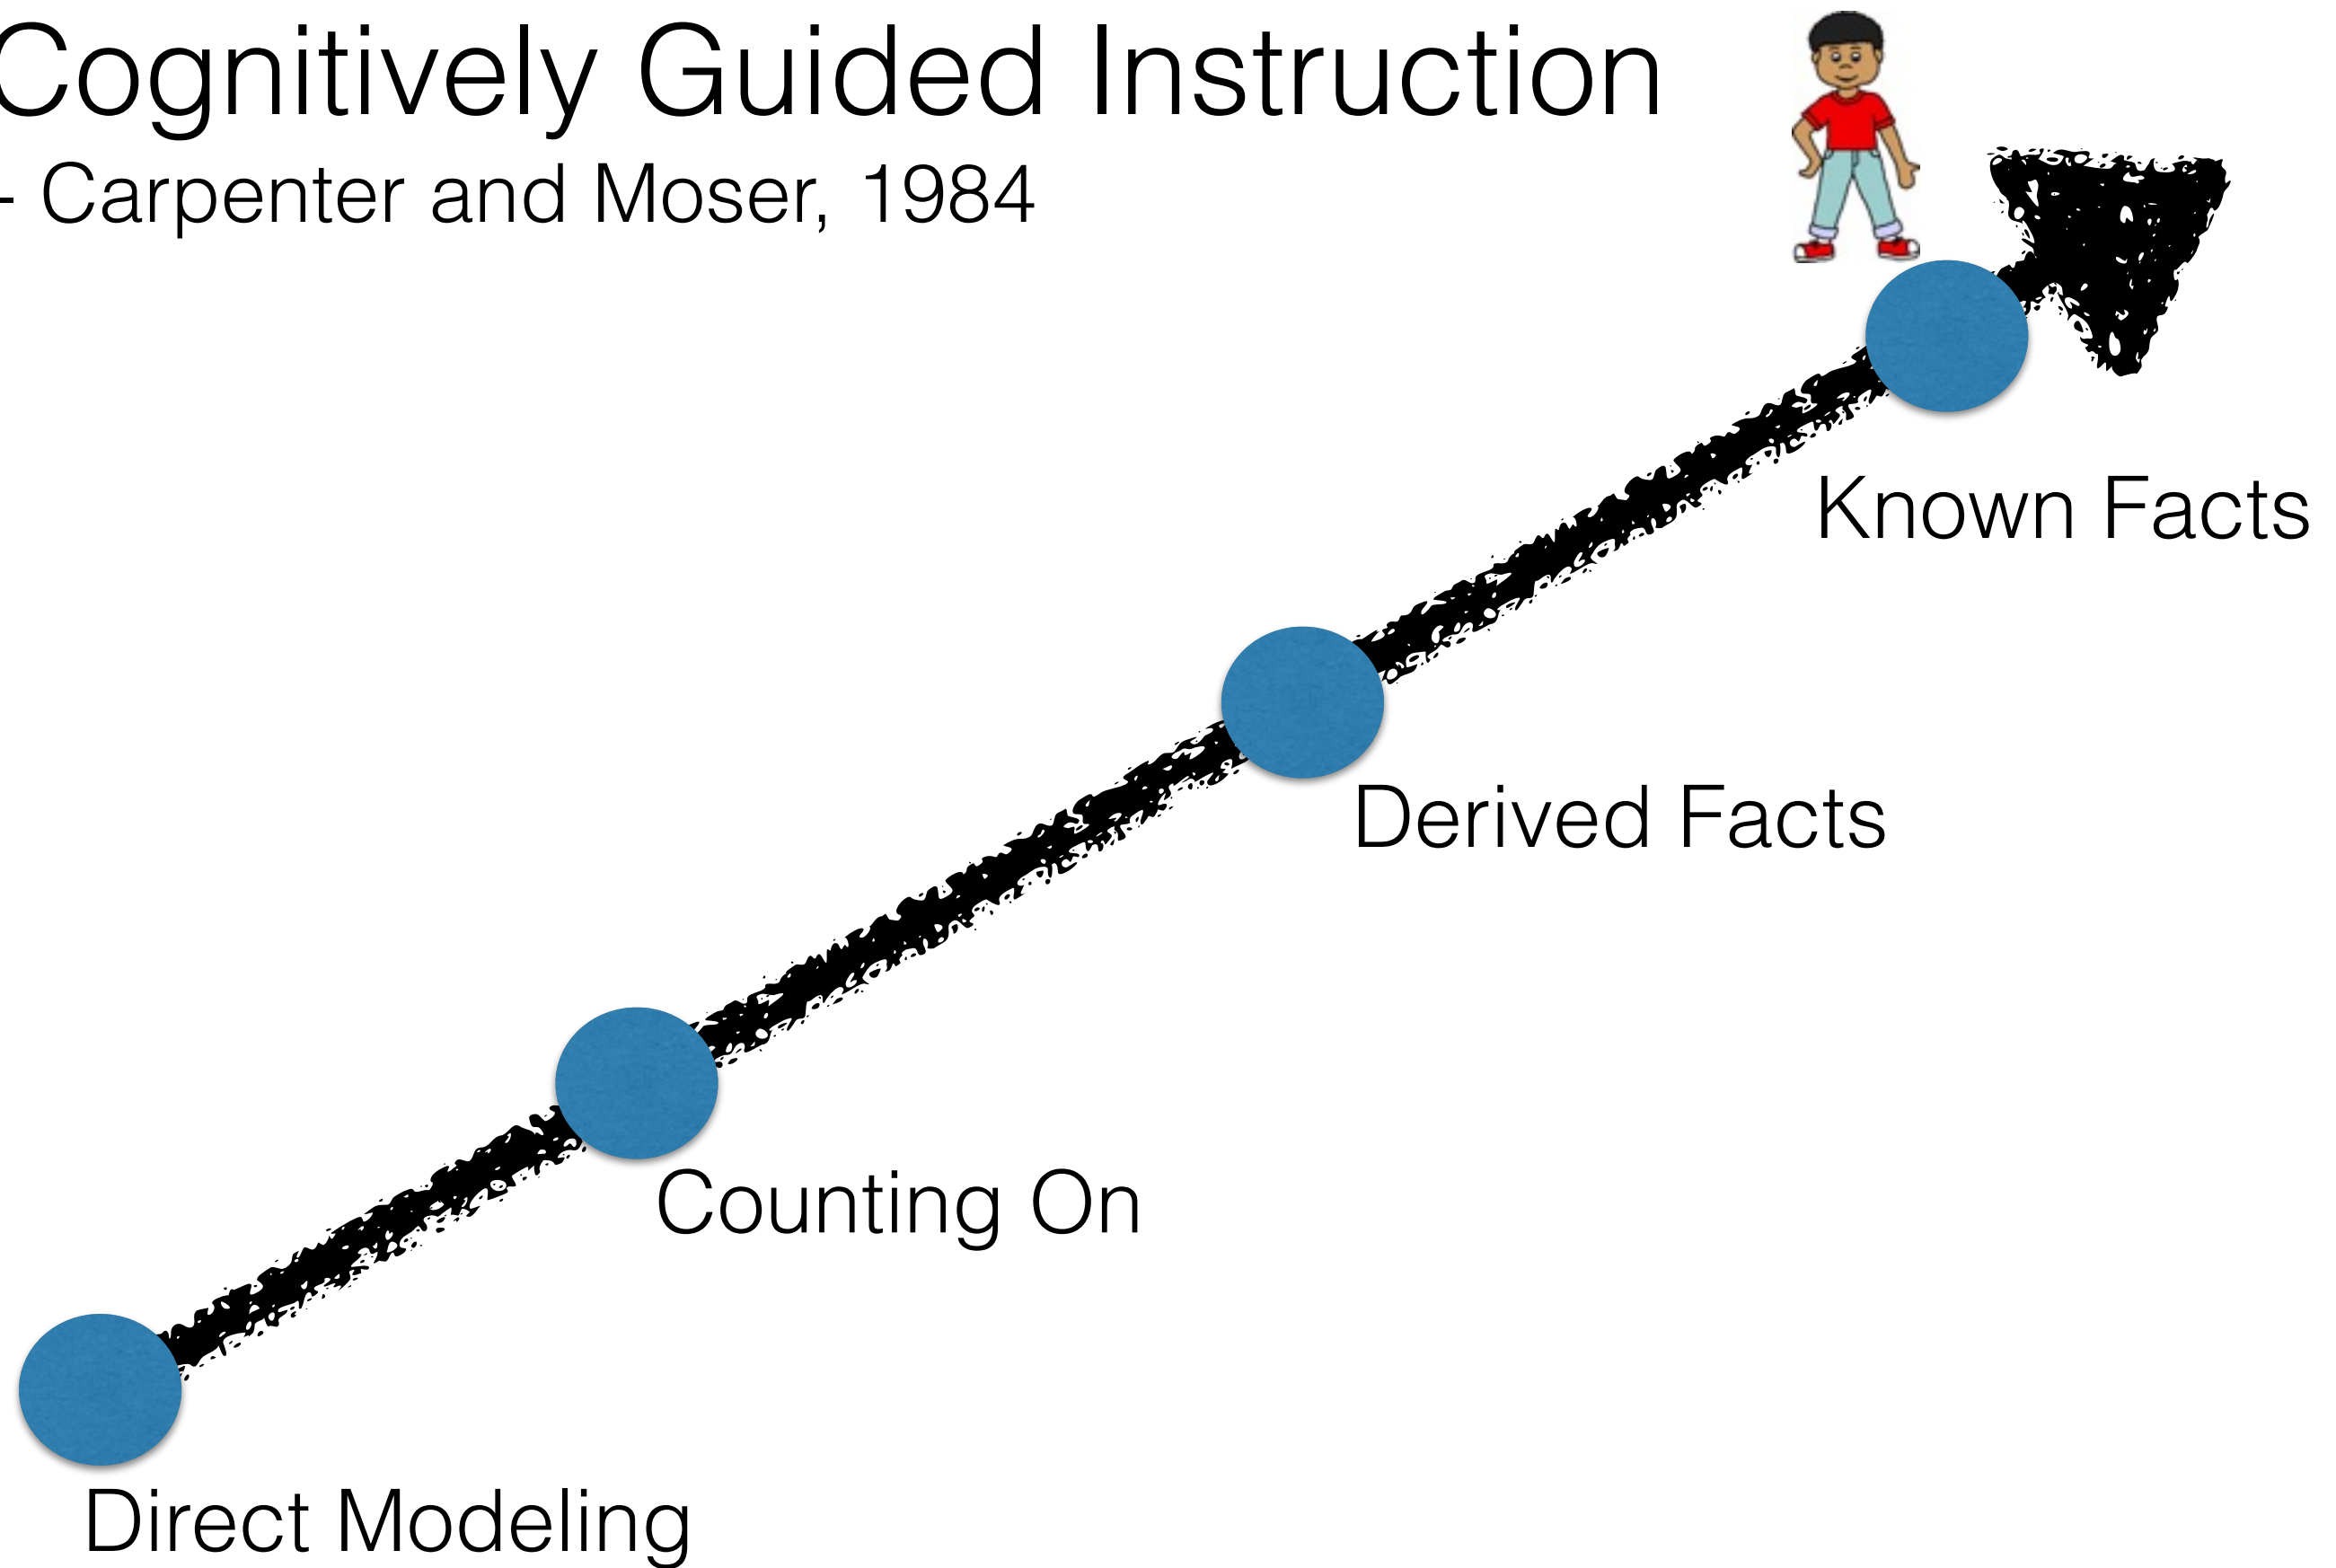 Cognitively Guided Instruction
- Carpenter and Moser, 1984
Known Facts
Derived Facts
Counting On
Direct Modeling